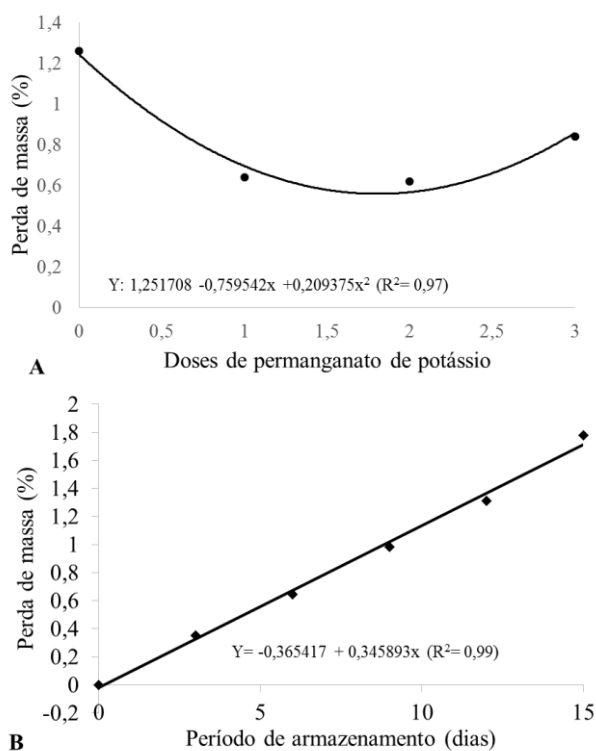 1,4
1,2
1
0,8
0,6
0,4
0,2
0
Perda de massa (%)
Y: 1,251708 -0,759542x +0,209375x² (R²= 0,97)
0 0,5 1 1,5 2 2,5 3
A Doses de permanganato de potássio
2
1,8
1,6
1,4
1,2
1
0,8
0,6
0,4
0,2
0
-0,2
Perda de massa (%)
Y= -0,365417 + 0,345893x (R²= 0,99)
0 5 10 15
B Período de armazenamento (dias)